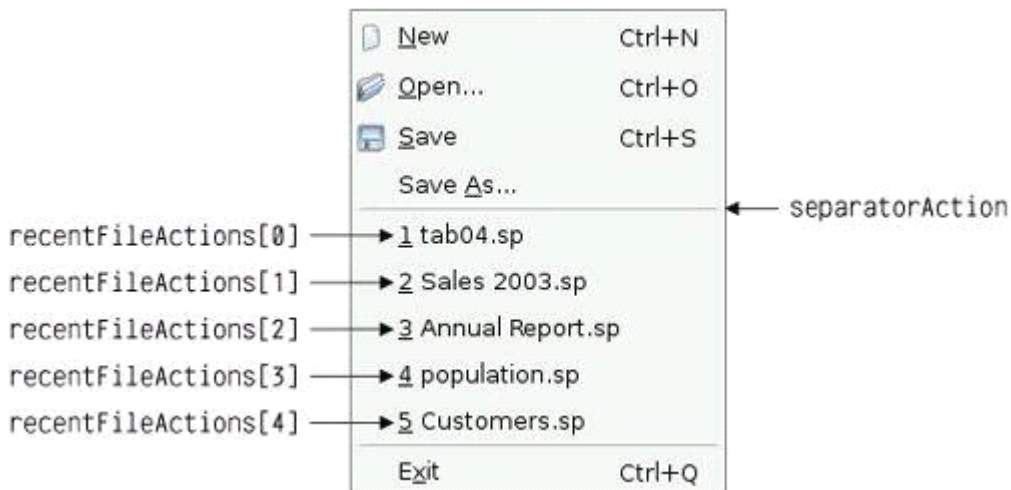 New Ctrl+N
Open... Ctrl+O
Save Ctrl+S
Save As...
separatorAction
recentFileActions[0] 1 tab04.sp
recentFileActions[1] 2 Sales 2003.sp
recentFileActions[2] 3 Annual Report.sp
recentFileActions[3] 4 population.sp
recentFileActions[4] 5 Customers.sp
Exit Ctrl+Q